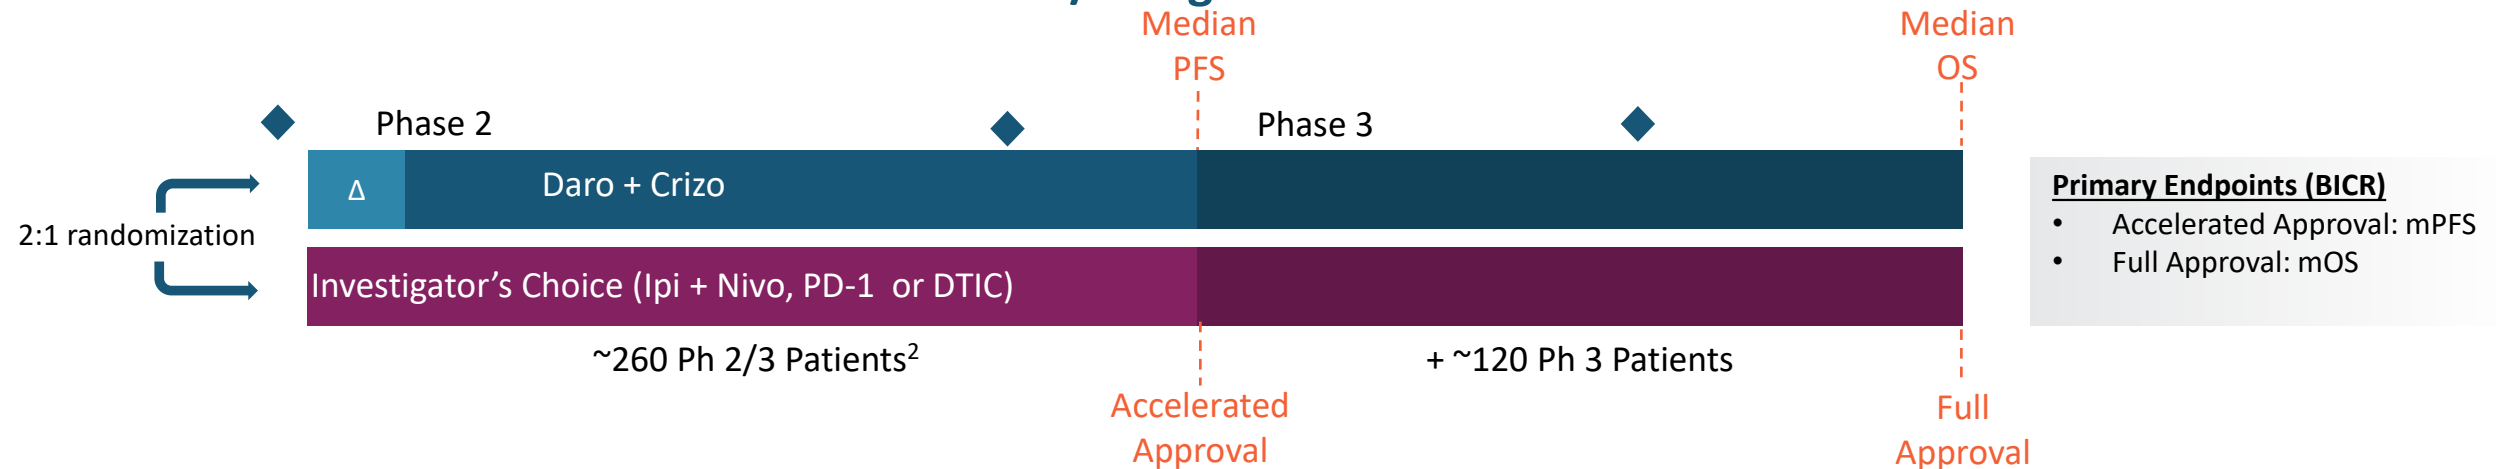 Median
PFS
Median
OS
Phase 2
Phase 3
Δ
Daro + Crizo
2:1 randomization
Investigator's Choice (Ipi + Nivo, PD-1  or DTIC)
~260 Ph 2/3 Patients²
+ ~120 Ph 3 Patients
Accelerated
Approval
Full
Approval
Primary Endpoints (BICR)
• Accelerated Approval: mPFS
• Full Approval: mOS